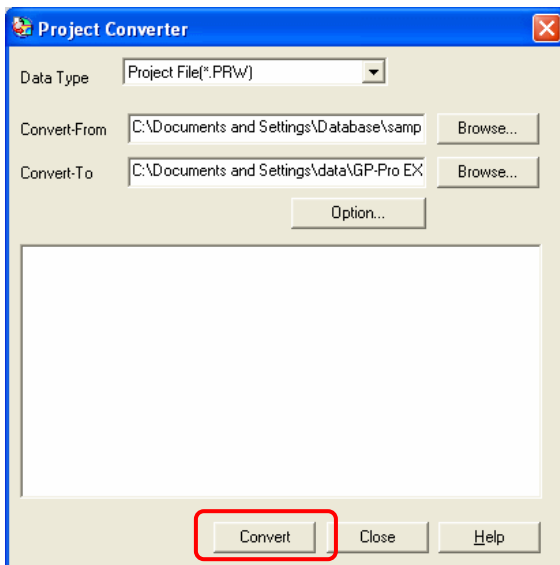 Project Converter
Data Type Project File(*.PRW)
Convert-From C:\Documents and Settings\Database\samp Browse...
Convert-To C:\Documents and Settings\data\GP-Pro EX Browse...
Option...
Convert Close Help